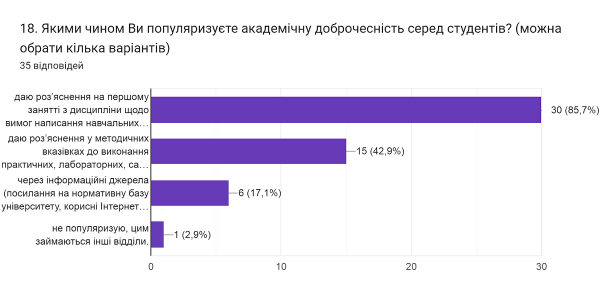 18. Якими чином Ви популяризуєте академічну доброчесність серед студентів? (можна
обрати кілька варіантів)
35 відповідей
даю роз'яснення на першому
занятті з дисципліни щодо
вимог написання навчальних…
30 (85,7%)
даю роз'яснення у методичних
вказівках до виконання
практичних, лабораторних, са…
15 (42,9%)
через інформаційні джерела
(посилання на нормативну базу
університету, корисні Інтернет…
6 (17,1%)
не популяризую, цим
займаються інші відділи.
1 (2,9%)
0
10
20
30